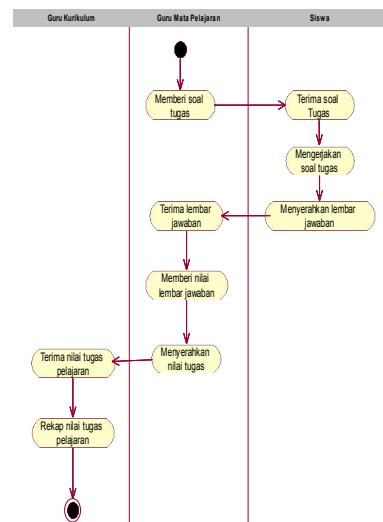 Guru Kurikulum
Guru Mata Pelajaran
Siswa
Memberi soal
tugas
Terima soal
Tugas
Mengerjakan
soal tugas
Terima lembar
jawaban
Menyerahkan lembar
jawaban
Memberi nilai
lembar jawaban
Terima nilai tugas
pelajaran
Menyerahkan
nilai tugas
Rekap nilai tugas
pelajaran